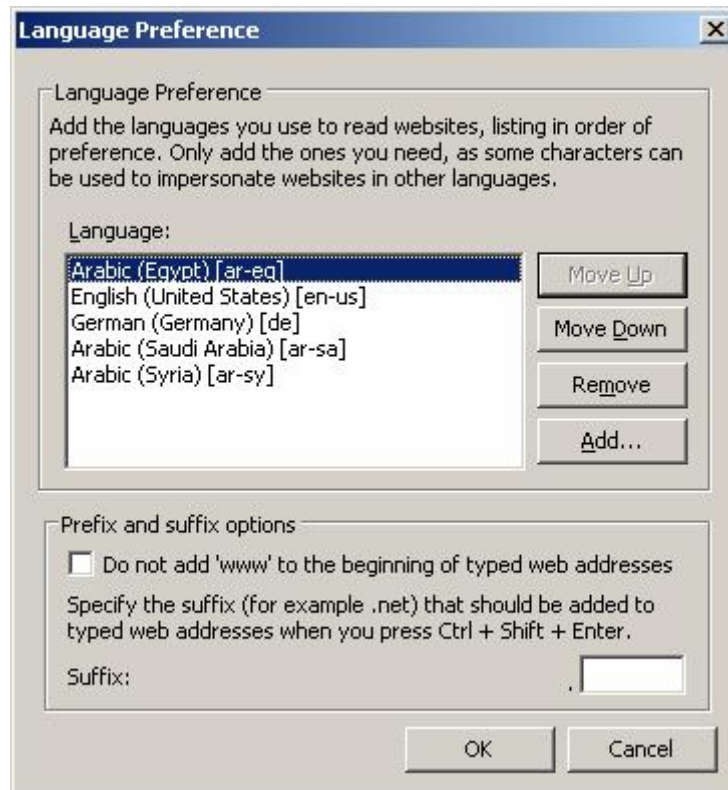 Language Preference
Language Preference
Add the languages you use to read websites, listing in order of
preference. Only add the ones you need, as some characters can
be used to impersonate websites in other languages.
Language:
Arabic (Egypt) [ar-eg]
English (United States) [en-us]
German (Germany) [de]
Arabic (Saudi Arabia) [ar-sa]
Arabic (Syria) [ar-sy]
Move Up
Move Down
Remove
Add...
Prefix and suffix options
Do not add 'www' to the beginning of typed web addresses
Specify the suffix (for example .net) that should be added to
typed web addresses when you press Ctrl + Shift + Enter.
Suffix: .
OK Cancel